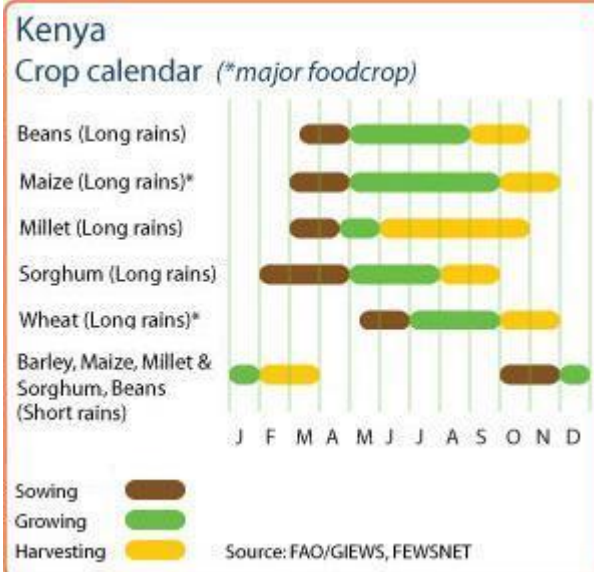 Kenya
Crop calendar (*major foodcrop)
Beans (Long rains)
Maize (Long rains)*
Millet (Long rains)
Sorghum (Long rains)
Wheat (Long rains)*
Barley, Maize, Millet &
Sorghum, Beans
(Short rains)
J F M A M J J A S O N D
Sowing
Growing
Harvesting
Source: FAO/GIEWS, FEWSNET